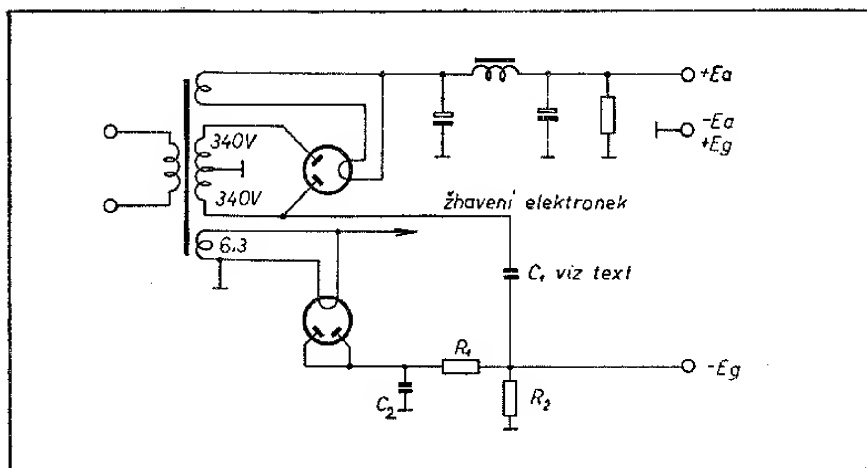 +Ea
-Ea
+Eg
340V
340V
žhavení elektronek
6.3
C₁ viz text
R₁
-Eg
C₂
R₂